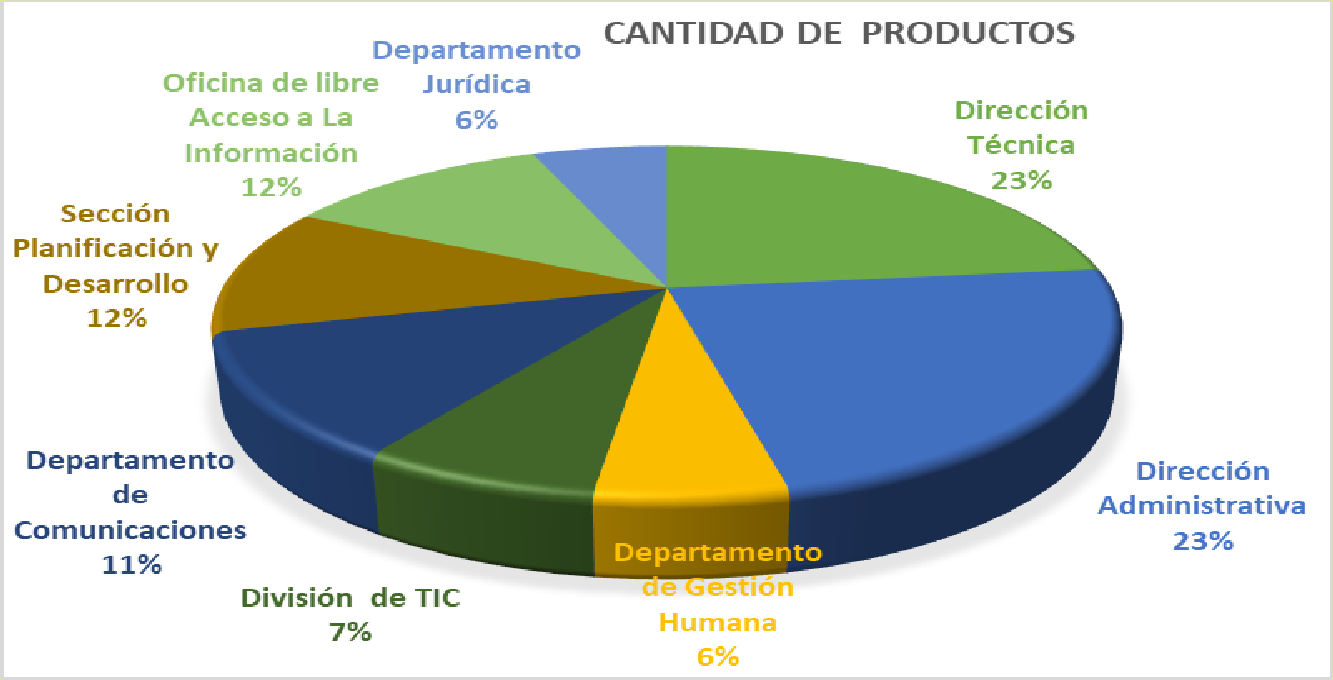 CANTIDAD DE PRODUCTOS
Departamento
Jurídica
6%
Oficina de libre
Acceso a La
Información
12%
Dirección
Técnica
23%
Sección
Planificación y
Desarrollo
12%
Departamento
de
Comunicaciones
11%
Dirección
Administrativa
23%
Departamento
de Gestión
Humana
6%
División de TIC
7%